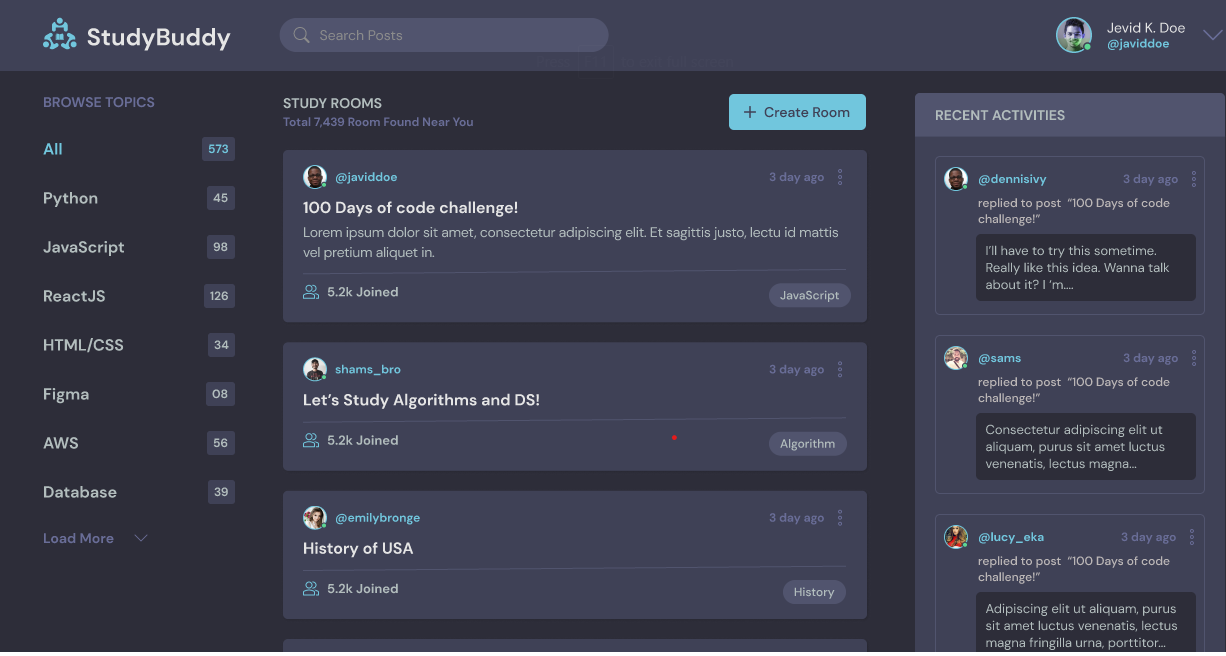 StudyBuddy
Search Posts
Jevid K. Doe
@javiddoe
BROWSE TOPICS
All 573
Python 45
JavaScript 98
ReactJS 126
HTML/CSS 34
Figma 08
AWS 56
Database 39
Load More
STUDY ROOMS
Total 7,439 Room Found Near You
+ Create Room
@javiddoe 3 day ago
100 Days of code challenge!
Lorem ipsum dolor sit amet, consectetur adipiscing elit. Et sagittis justo, lectu id mattis
vel pretium aliquet in.
5.2k Joined
JavaScript
shams_bro 3 day ago
Let’s Study Algorithms and DS!
5.2k Joined
Algorithm
@emilybronge 3 day ago
History of USA
5.2k Joined
History
RECENT ACTIVITIES
@dennisivy 3 day ago
replied to post “100 Days of code
challenge!”
I’ll have to try this sometime.
Really like this idea. Wanna talk
about it? I ‘m....
@sams 3 day ago
replied to post “100 Days of code
challenge!”
Consectetur adipiscing elit ut
aliquam, purus sit amet luctus
venenatis, lectus magna...
@lucy_eka 3 day ago
replied to post “100 Days of code
challenge!”
Adipiscing elit ut aliquam, purus
sit amet luctus venenatis, lectus
magna fringilla urna, porttitor...